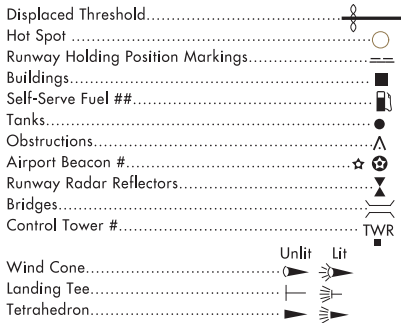 Displaced Threshold
Hot Spot
Runway Holding Position Markings
Buildings
Self-Serve Fuel ##
Tanks
Obstructions
Airport Beacon #
Runway Radar Reflectors
Bridges
Control Tower # TWR
Unlit Lit
Wind Cone
Landing Tee
Tetrahedron